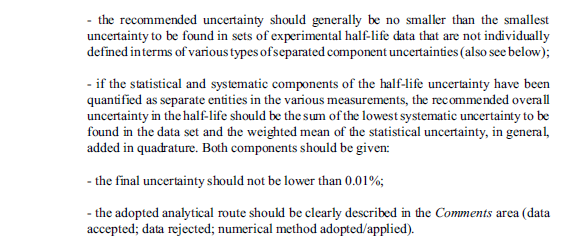 - the recommended uncertainty should generally be no smaller than the smallest
uncertainty to be found in sets of experimental half-life data that are not individually
defined in terms of various types of separated component uncertainties (also see below);
- if the statistical and systematic components of the half-life uncertainty have been
quantified as separate entities in the various measurements, the recommended overall
uncertainty in the half-life should be the sum of the lowest systematic uncertainty to be
found in the data set and the weighted mean of the statistical uncertainty, in general,
added in quadrature. Both components should be given:
- the final uncertainty should not be lower than 0.01%;
- the adopted analytical route should be clearly described in the Comments area (data
accepted; data rejected; numerical method adopted/applied).